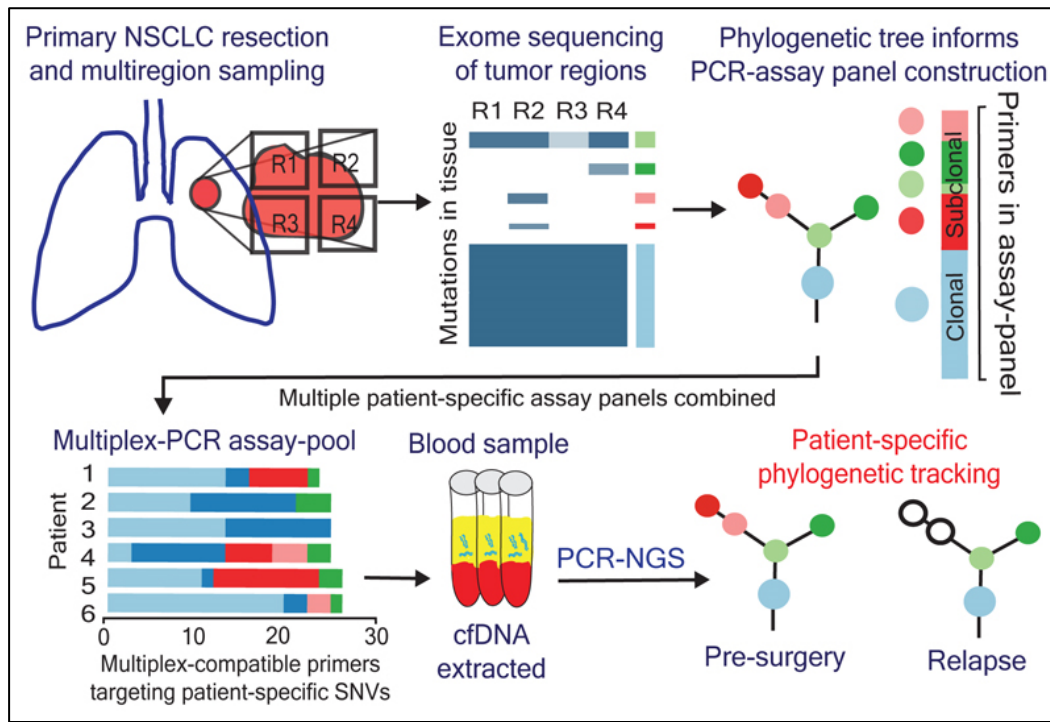 Primary NSCLC resection
and multiregion sampling
R1
R2
R3
R4
Exome sequencing
of tumor regions
R1 R2 R3 R4
Mutations in tissue
Phylogenetic tree informs
PCR-assay panel construction
Subclonal
Clonal
Primers in assay-panel
Multiple patient-specific assay panels combined
Multiplex-PCR assay-pool
Patient
1
2
3
4
5
6
0 10 20 30
Multiplex-compatible primers
targeting patient-specific SNVs
Blood sample
cfDNA
extracted
PCR-NGS
Patient-specific
phylogenetic tracking
Pre-surgery
Relapse